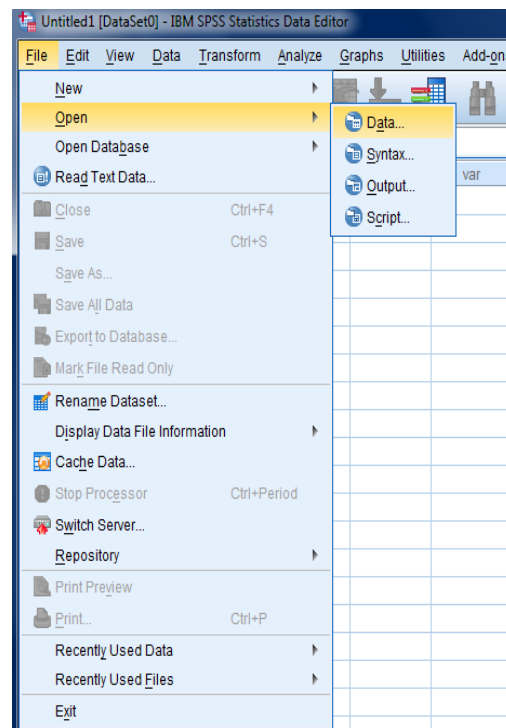 Untitled1 [DataSet0] - IBM SPSS Statistics Data Editor
File Edit View Data Transform Analyze Graphs Utilities Add-on
New
Open
Data...
Open Database
Syntax...
Read Text Data...
var
Output...
Close Ctrl+F4
Script...
Save Ctrl+S
Save As...
Save All Data
Export to Database...
Mark File Read Only
Rename Dataset...
Display Data File Information
Cache Data...
Stop Processor Ctrl+Period
Switch Server...
Repository
Print Preview
Print... Ctrl+P
Recently Used Data
Recently Used Files
Exit